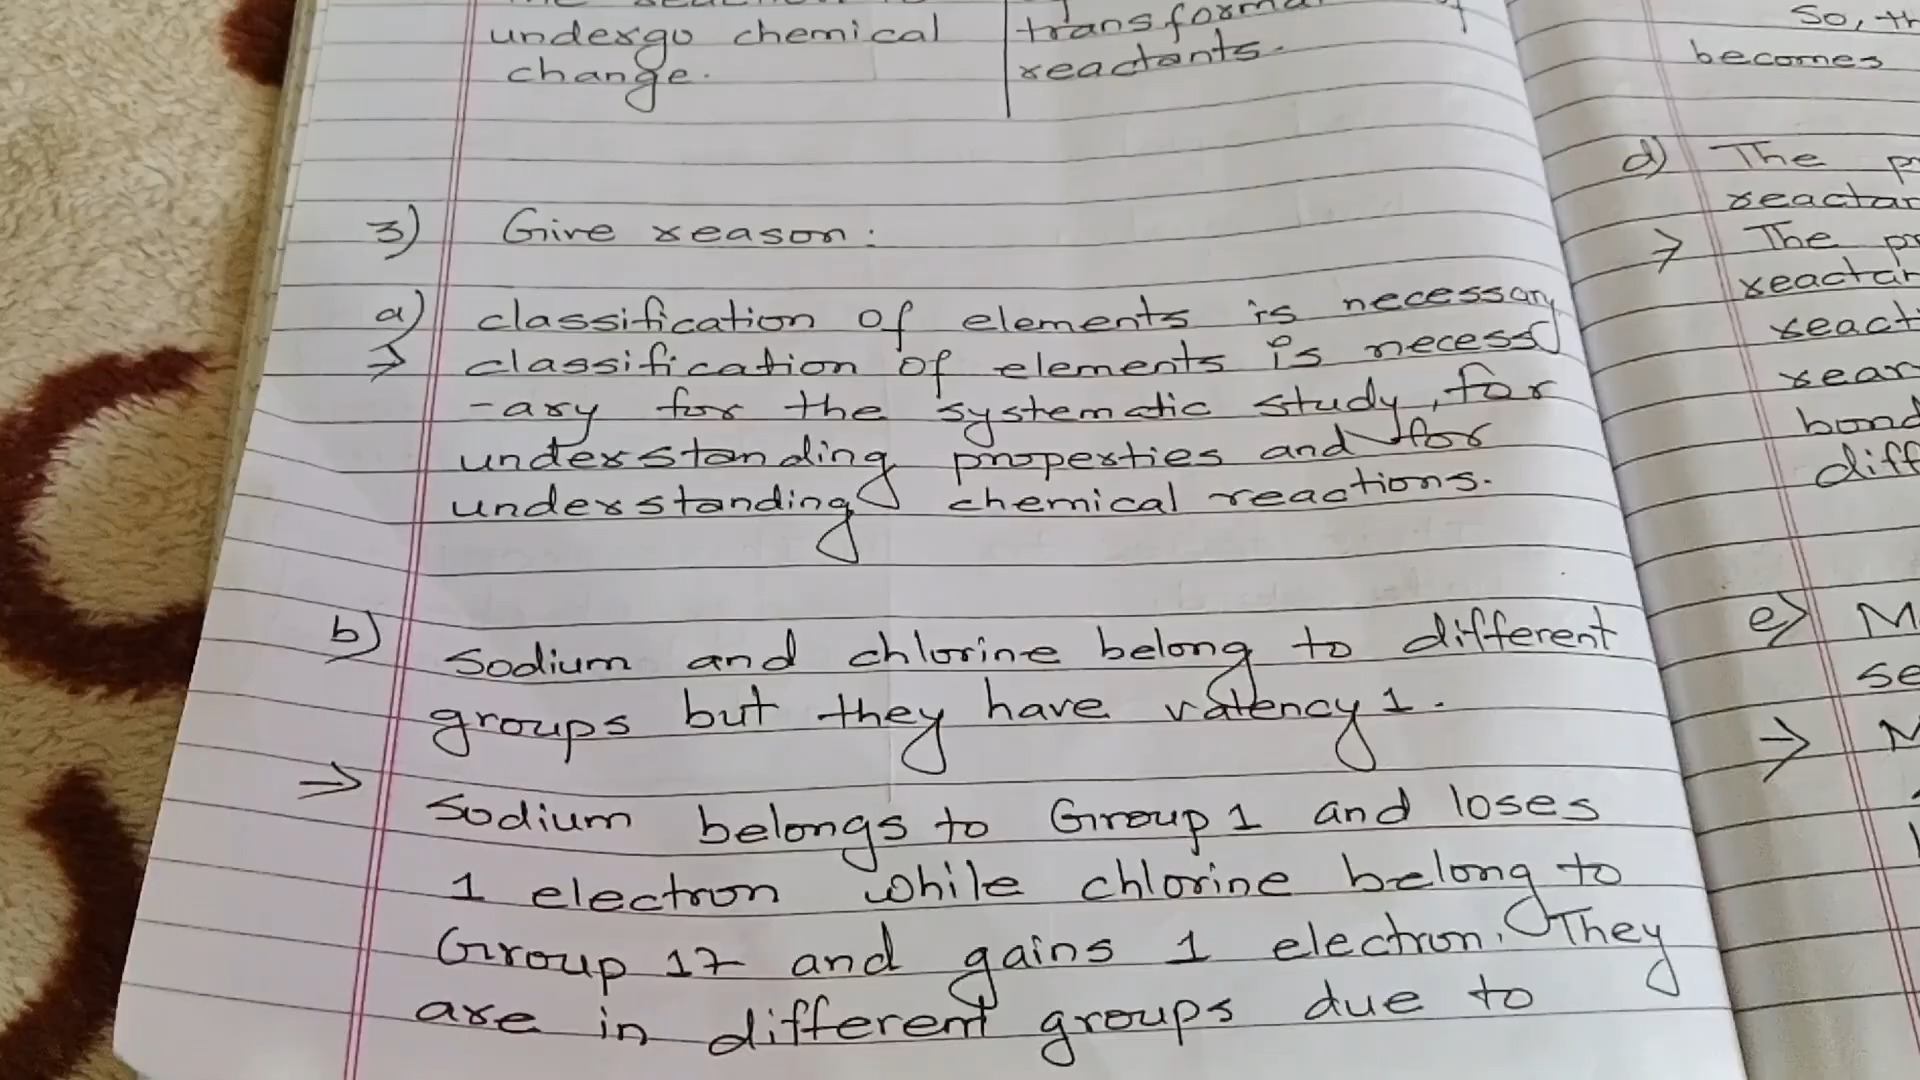 undergo chemical
change.
reactants.
3) Give reason:
a) classification of elements is necessary
→ classification of elements is necess
-ary for the systematic study, for
understanding properties and for
understanding chemical reactions.
b) Sodium and chlorine belong to different
groups but they have valency 1.
⇒ Sodium belongs to Group 1 and loses
1 electron while chlorine belong to
Group 17 and gains 1 electron. They
are in different groups due to
So, th
becomes
d) The p
reactan
→ The pr
reactan
reacti
rear
bond
diff
e) M
se
⇒ M